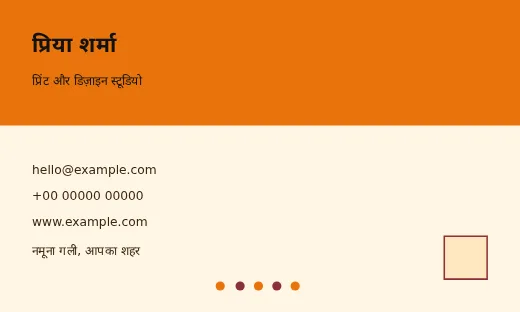 प्रिया शर्मा
प्रिंट और डिज़ाइन स्टूडियो
hello@example.com
+00 00000 00000
www.example.com
नमूना गली, आपका शहर